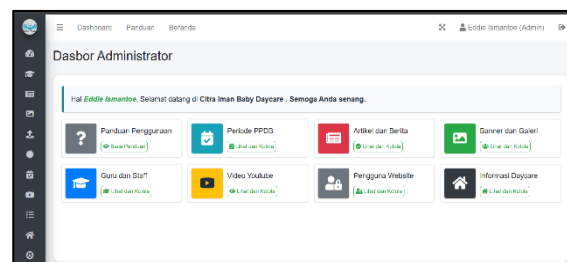 Dashboard Panduan Beranda
Eddie Ismantoe (Admin)
Dasbor Administrator
Hai Eddie Ismantoe. Selamat datang di Citra Iman Baby Daycare . Semoga Anda senang.
Panduan Penggunaan
Baca Panduan
Periode PPDB
Lihat dan Kelola
Artikel dan Berita
Lihat dan Kelola
Banner dan Galeri
Lihat dan Kelola
Guru dan Staff
Lihat dan Kelola
Video Youtube
Lihat dan Kelola
Pengguna Website
Lihat dan Kelola
Informasi Daycare
Lihat dan Kelola